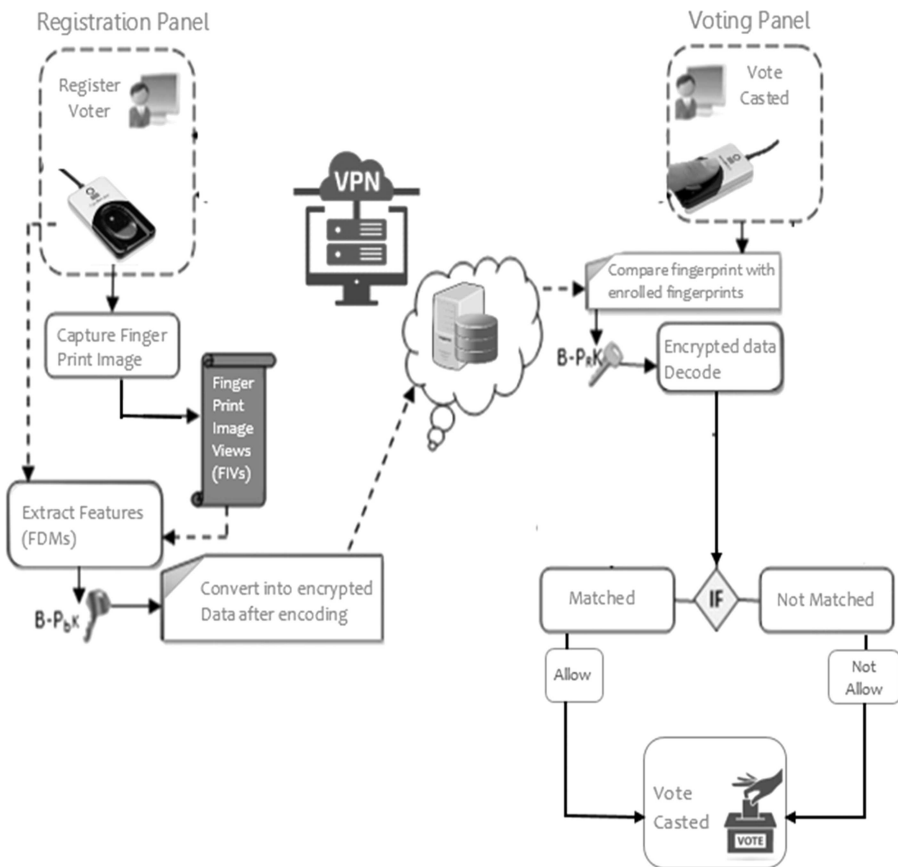 Registration Panel
Register
Voter
Capture Finger
Print Image
Finger
Print
Image
Views
(FIVs)
Extract Features
(FDMs)
B-PbK
Convert into encrypted
Data after encoding
VPN
Voting Panel
Vote
Casted
Compare fingerprint with
enrolled fingerprints
B-PRK
Encrypted data
Decode
IF
Matched
Not Matched
Allow
Not
Allow
Vote
Casted
VOTE